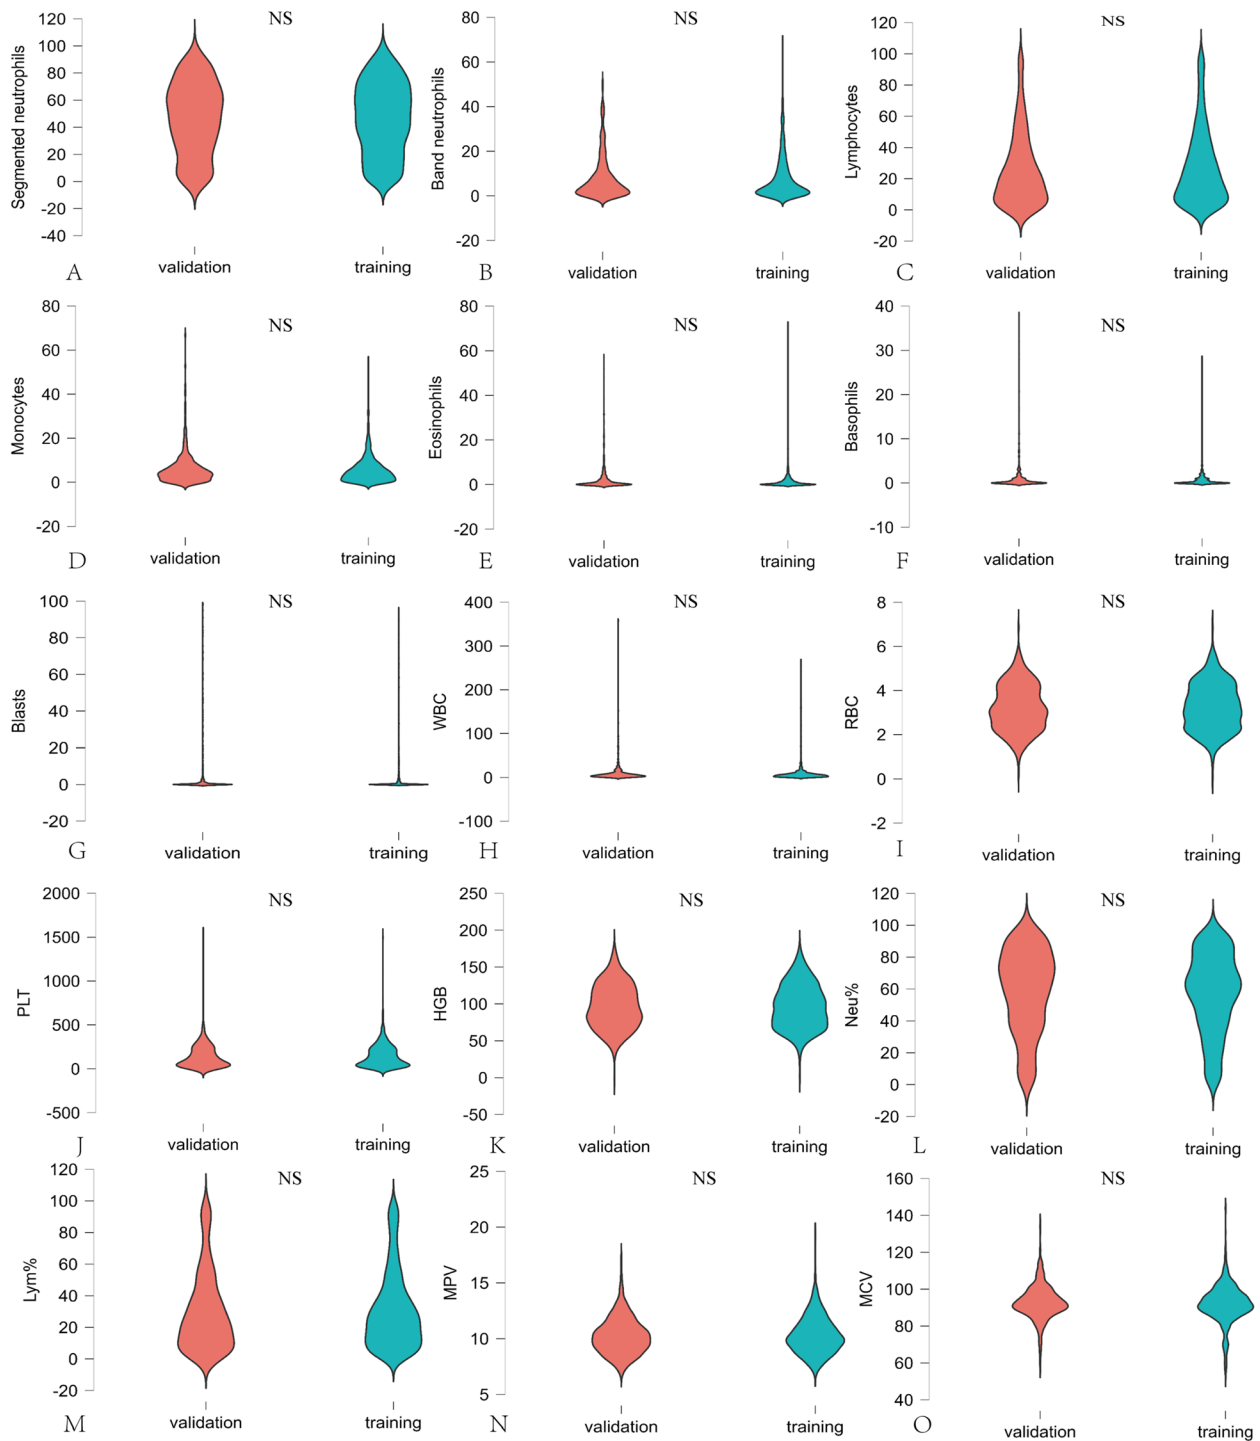 NS
120
100
80
60
40
20
0
-20
-40
Segmented neutrophils
validation
training
A
NS
80
60
40
20
0
-20
Band neutrophils
validation
training
B
NS
120
100
80
60
40
20
0
-20
Lymphocytes
validation
training
C
NS
80
60
40
20
0
-20
Monocytes
validation
training
D
NS
80
60
40
20
0
-20
Eosinophils
validation
training
E
NS
40
30
20
10
0
-10
Basophils
validation
training
F
NS
100
80
60
40
20
0
-20
Blasts
validation
training
G
NS
400
300
200
100
0
-100
WBC
validation
training
H
NS
8
6
4
2
0
-2
RBC
validation
training
I
NS
2000
1500
1000
500
0
-500
PLT
validation
training
J
NS
250
200
150
100
50
0
-50
HGB
validation
training
K
NS
120
100
80
60
40
20
0
-20
Neu%
validation
training
L
NS
120
100
80
60
40
20
0
-20
Lym%
validation
training
M
NS
25
20
15
10
5
MPV
validation
training
N
NS
160
140
120
100
80
60
40
MCV
validation
training
O